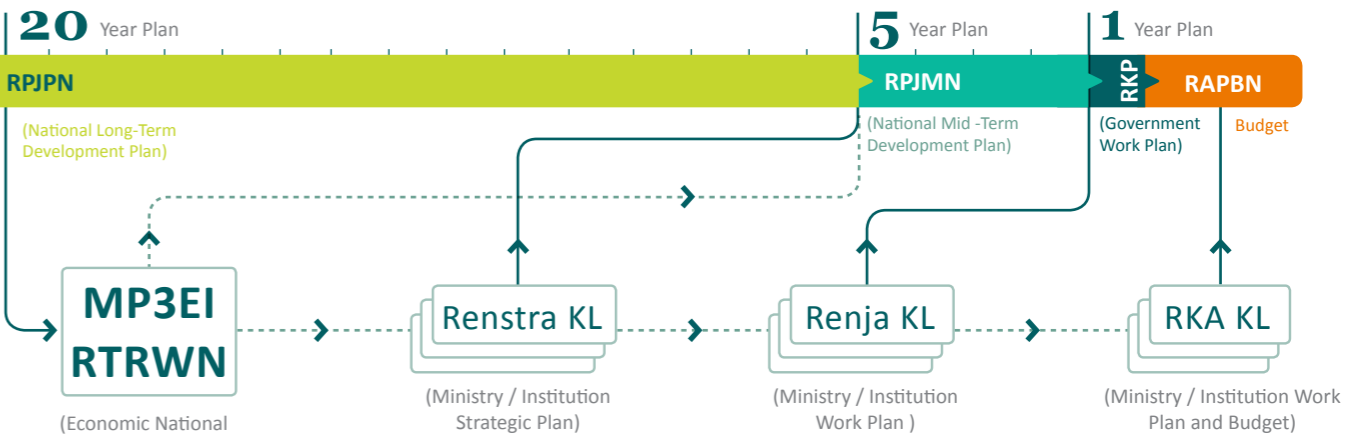 20 Year Plan
5 Year Plan
1 Year Plan
RPJPN
RPJMN
RKP
RAPBN
(National Long-Term
Development Plan)
(National Mid -Term
Development Plan)
(Government
Work Plan)
Budget
MP3EI
RTRWN
Renstra KL
Renja KL
RKA KL
(Economic National
(Ministry / Institution
Strategic Plan)
(Ministry / Institution
Work Plan )
(Ministry / Institution Work
Plan and Budget)